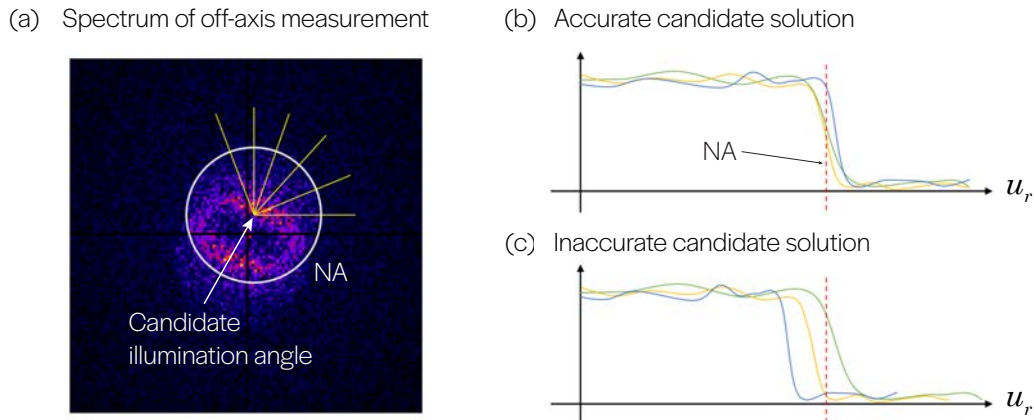 (a) Spectrum of off-axis measurement
NA
Candidate
illumination angle
(b) Accurate candidate solution
NA
u_r
(c) Inaccurate candidate solution
u_r